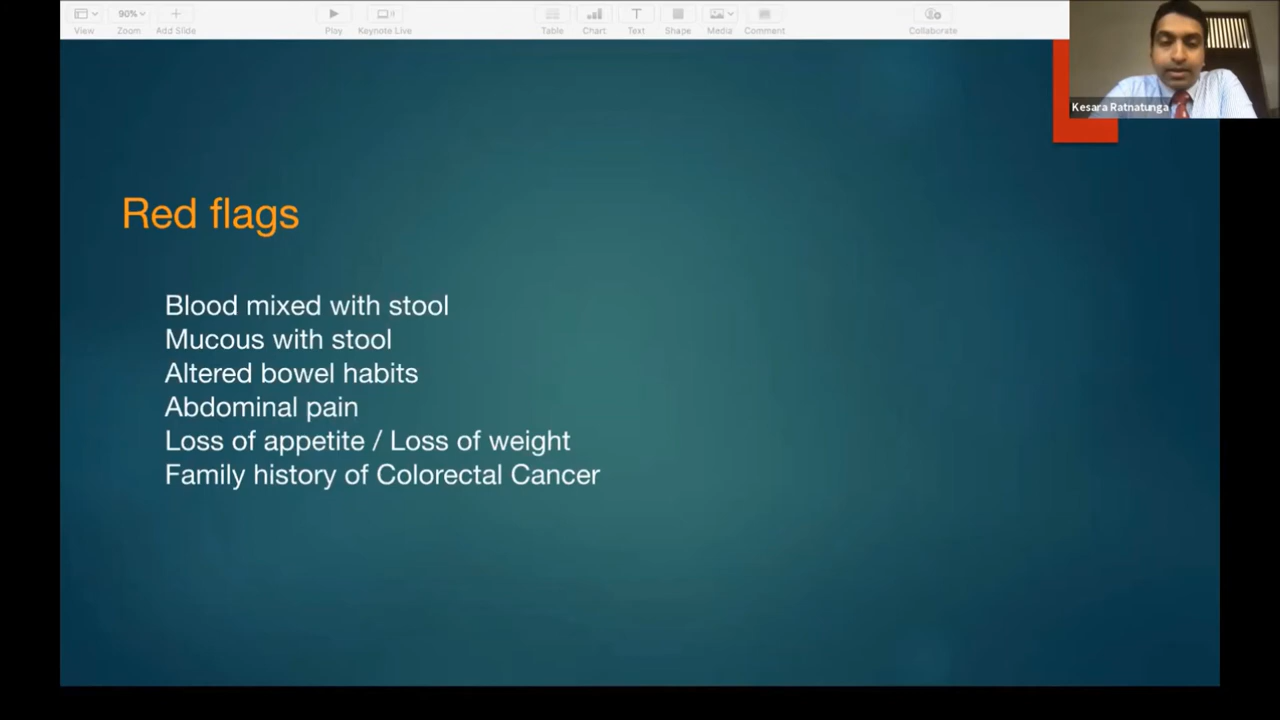 View
90%
Zoom
Add Slide
Play
Keynote Live
Table
Chart
Text
Shape
Media
Comment
Collaborate
Kesara Ratnatunga
Red flags
Blood mixed with stool
Mucous with stool
Altered bowel habits
Abdominal pain
Loss of appetite / Loss of weight
Family history of Colorectal Cancer